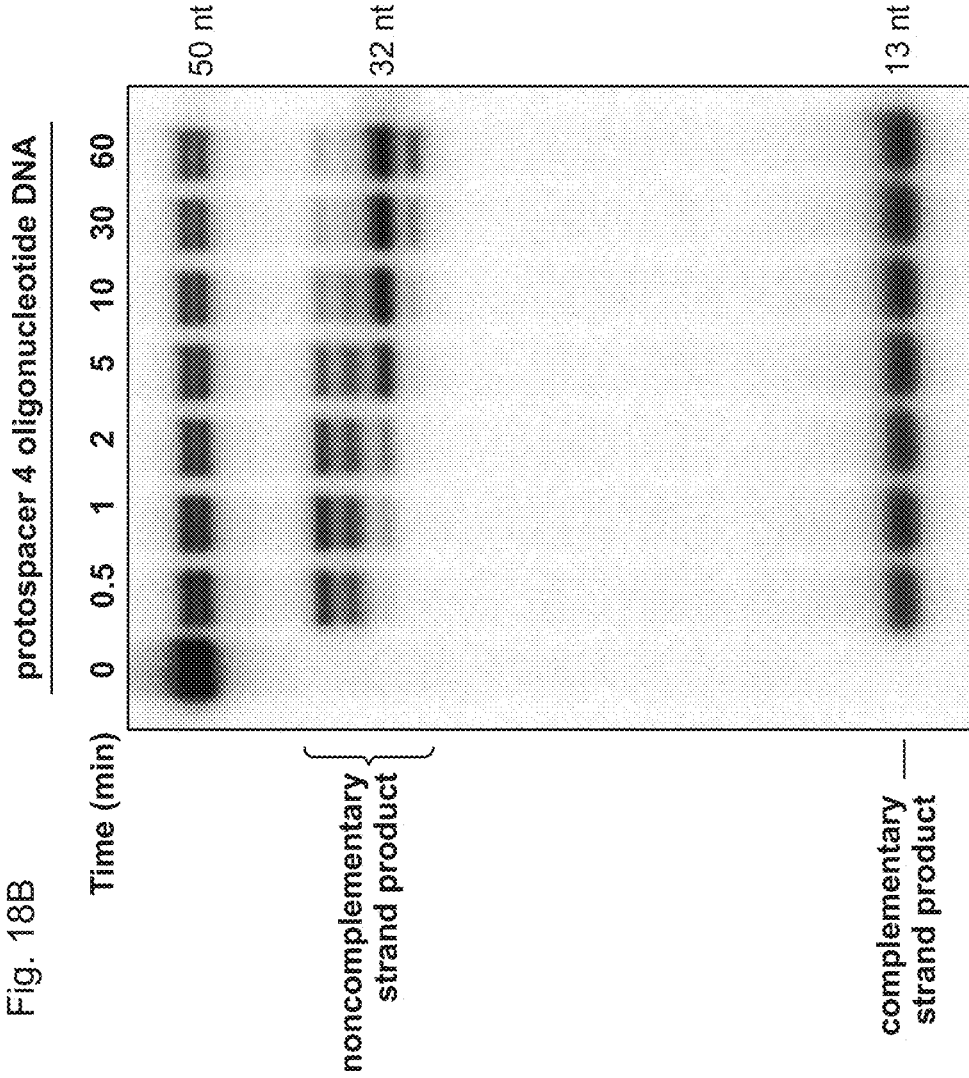 Fig. 18B
protospacer 4 oligonucleotide DNA
Time (min) 0 0.5 1 2 5 10 30 60
50 nt
noncomplementary
strand product
32 nt
complementary
strand product
13 nt